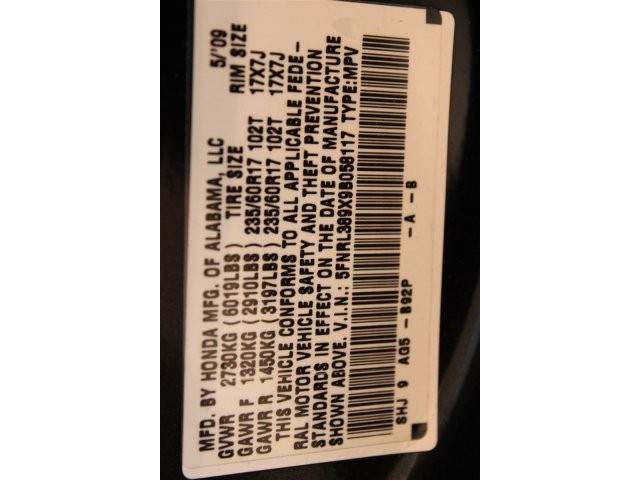 MFD. BY HONDA MFG. OF ALABAMA, LLC 5/'09
GVWR 2730KG (6019LBS) TIRE SIZE RIM SIZE
GAWR F 1320KG (2910LBS) 235/60R17 102T 17X7J
GAWR R 1450KG (3197LBS) 235/60R17 102T 17X7J
THIS VEHICLE CONFORMS TO ALL APPLICABLE FEDE-
RAL MOTOR VEHICLE SAFETY AND THEFT PREVENTION
STANDARDS IN EFFECT ON THE DATE OF MANUFACTURE
SHOWN ABOVE. V.I.N.: 5FNRL389X9B058117 TYPE:MPV
SHJ 9 AG5 - B92P - A - B